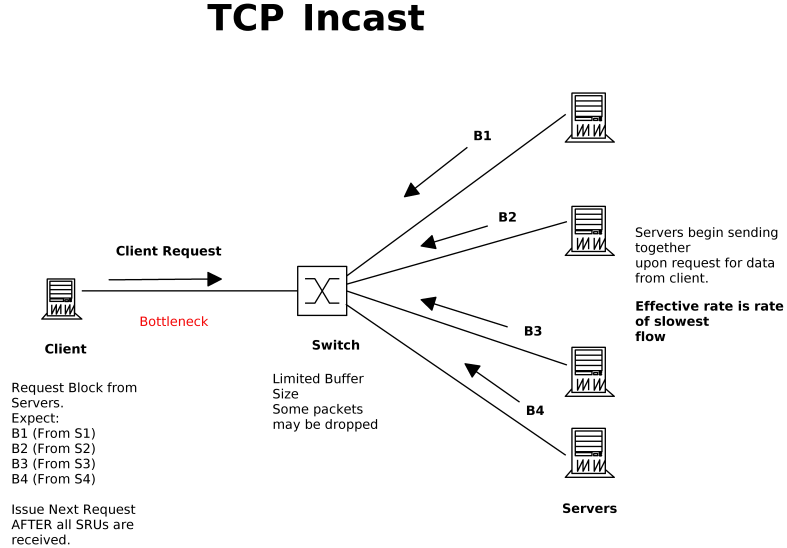 TCP Incast
B1
B2
Client Request
Servers begin sending
together
upon request for data
from client.
Effective rate is rate
of slowest
flow
Bottleneck
B3
Client
Switch
Limited Buffer
Size
Some packets
may be dropped
B4
Request Block from
Servers.
Expect:
B1 (From S1)
B2 (From S2)
B3 (From S3)
B4 (From S4)
Issue Next Request
AFTER all SRUs are
received.
Servers